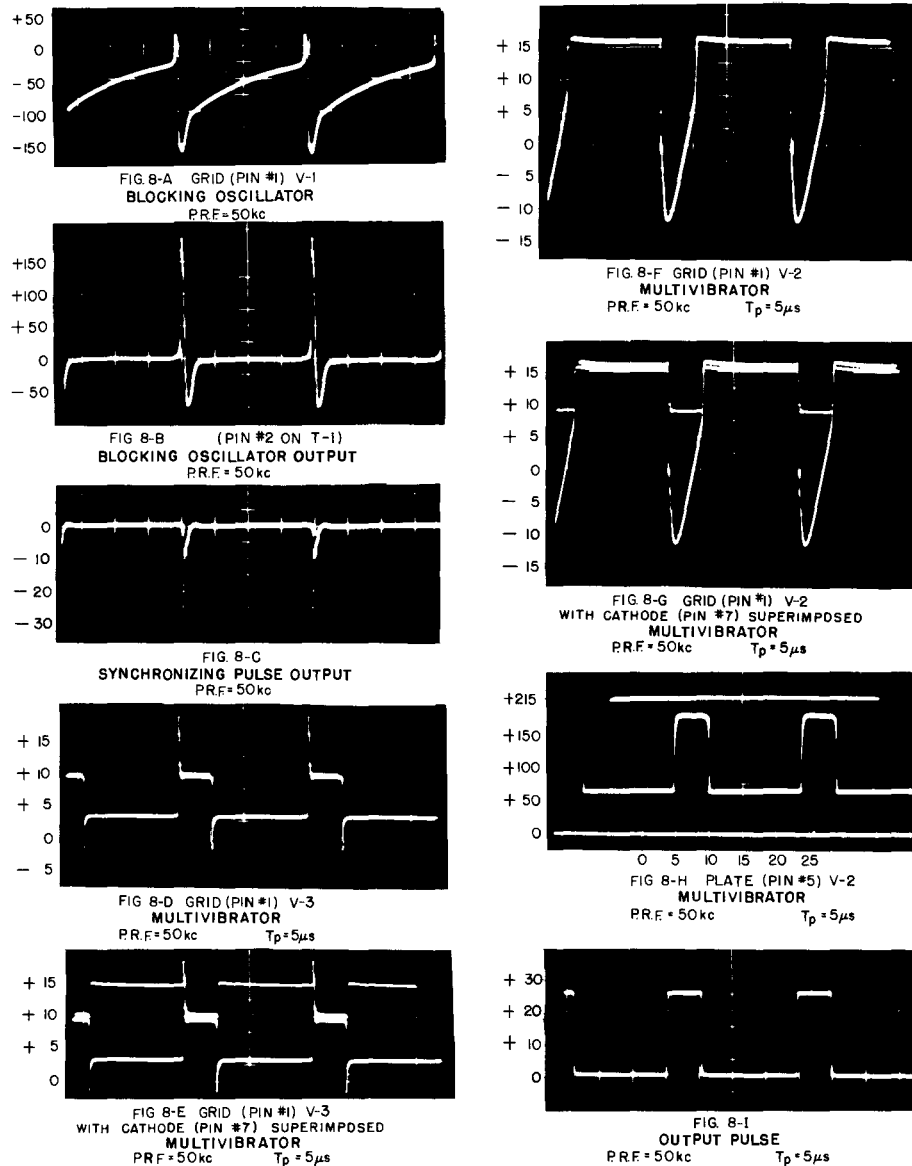 +50
0
-50
-100
-150
FIG. 8-A GRID (PIN #1) V-1
BLOCKING OSCILLATOR
P.R.F.= 50kc
+150
+100
+50
0
- 50
FIG 8-B (PIN #2 ON T-1)
BLOCKING OSCILLATOR OUTPUT
P.R.F.= 50kc
0
- 10
- 20
- 30
FIG. 8-C
SYNCHRONIZING PULSE OUTPUT
P.R.F.= 50kc
+ 15
+ 10
+ 5
0
- 5
FIG 8-D GRID (PIN #1) V-3
MULTIVIBRATOR
P.R.F.= 50kc Tp = 5μs
+ 15
+ 10
+ 5
0
FIG 8-E GRID (PIN #1) V-3
WITH CATHODE (PIN #7) SUPERIMPOSED
MULTIVIBRATOR
PRF = 50kc Tp = 5μs
+ 15
+ 10
+ 5
0
- 5
- 10
- 15
FIG. 8-F GRID (PIN #1) V-2
MULTIVIBRATOR
P.R.F. = 50kc Tp = 5μs
+ 15
+ 10
+ 5
0
- 5
- 10
- 15
FIG. 8-G GRID (PIN #1) V-2
WITH CATHODE (PIN #7) SUPERIMPOSED
MULTIVIBRATOR
P.R.F. = 50kc Tp = 5μs
+215
+150
+100
+ 50
0
0 5 10 15 20 25
FIG 8-H PLATE (PIN #5) V-2
MULTIVIBRATOR
P.R.F. = 50kc Tp = 5μs
+ 30
+ 20
+ 10
0
FIG. 8-I
OUTPUT PULSE
P.R.F. = 50kc Tp = 5μs